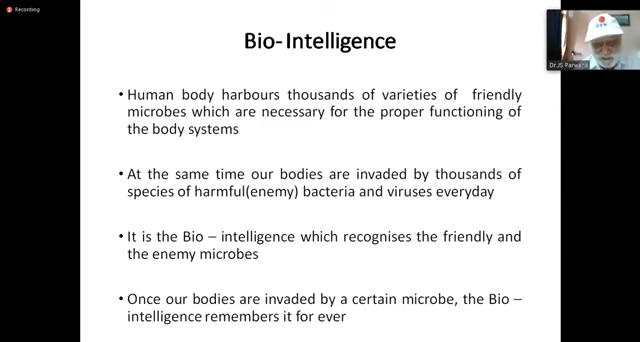 Recording
Bio-Intelligence
• Human body harbours thousands of varieties of friendly
microbes which are necessary for the proper functioning of
the body systems
• At the same time our bodies are invaded by thousands of
species of harmful(enemy) bacteria and viruses everyday
• It is the Bio – intelligence which recognises the friendly and
the enemy microbes
• Once our bodies are invaded by a certain microbe, the Bio –
intelligence remembers it for ever
Dr.JS Parwana